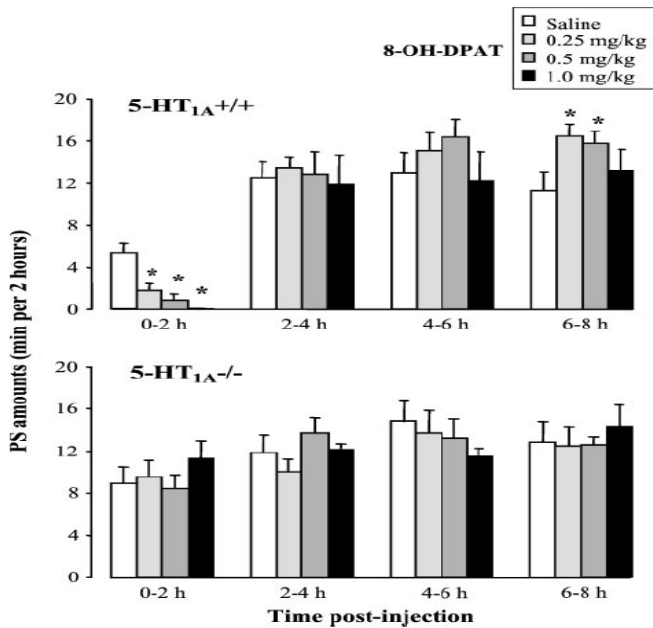 8-OH-DPAT
Saline
0.25 mg/kg
0.5 mg/kg
1.0 mg/kg
5-HT1A+/+
20
16
12
8
4
0
* * *
* *
0-2 h 2-4 h 4-6 h 6-8 h
PS amounts (min per 2 hours)
5-HT1A-/-
20
16
12
8
4
0
0-2 h 2-4 h 4-6 h 6-8 h
Time post-injection